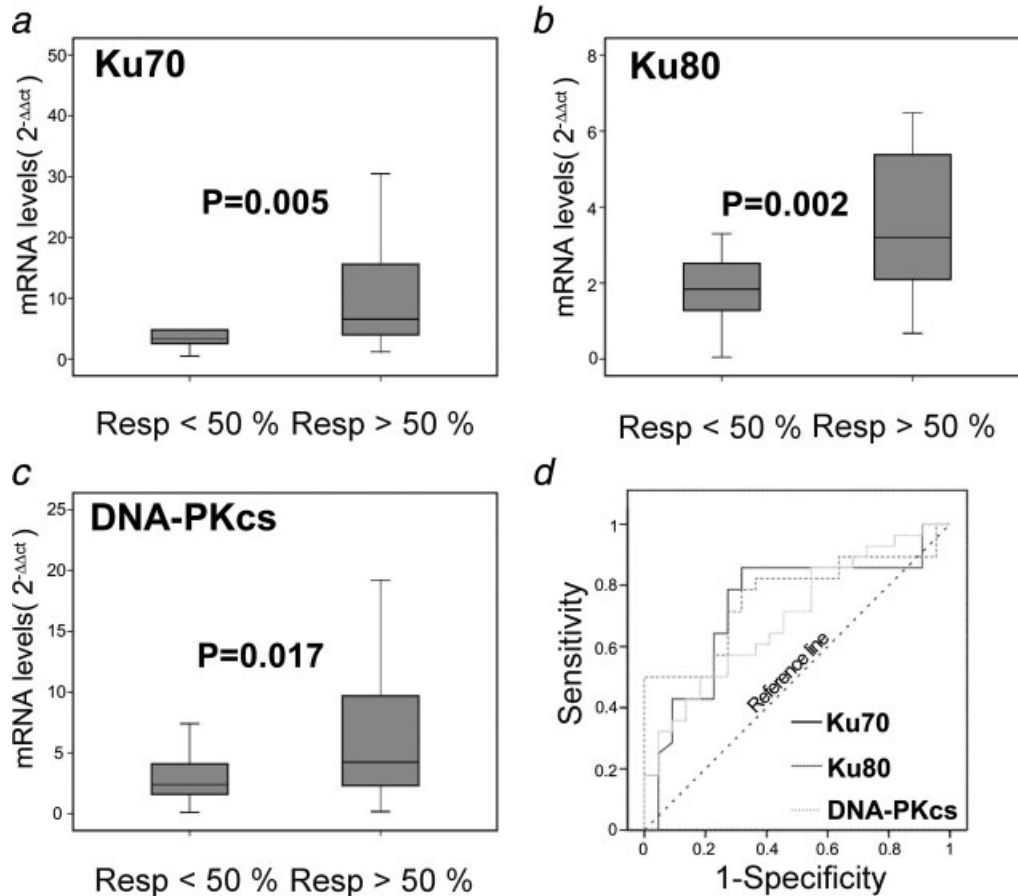 a
Ku70
mRNA levels( 2-ΔΔct)
50
40
30
20
10
0
P=0.005
Resp < 50 % Resp > 50 %
b
Ku80
mRNA levels( 2-ΔΔct)
8
6
4
2
0
P=0.002
Resp < 50 % Resp > 50 %
c
DNA-PKcs
mRNA levels( 2-ΔΔct)
25
20
15
10
5
0
P=0.017
Resp < 50 % Resp > 50 %
d
Sensitivity
1
0.8
0.6
0.4
0.2
0
Reference line
Ku70
Ku80
DNA-PKcs
0 0.2 0.4 0.6 0.8 1
1-Specificity